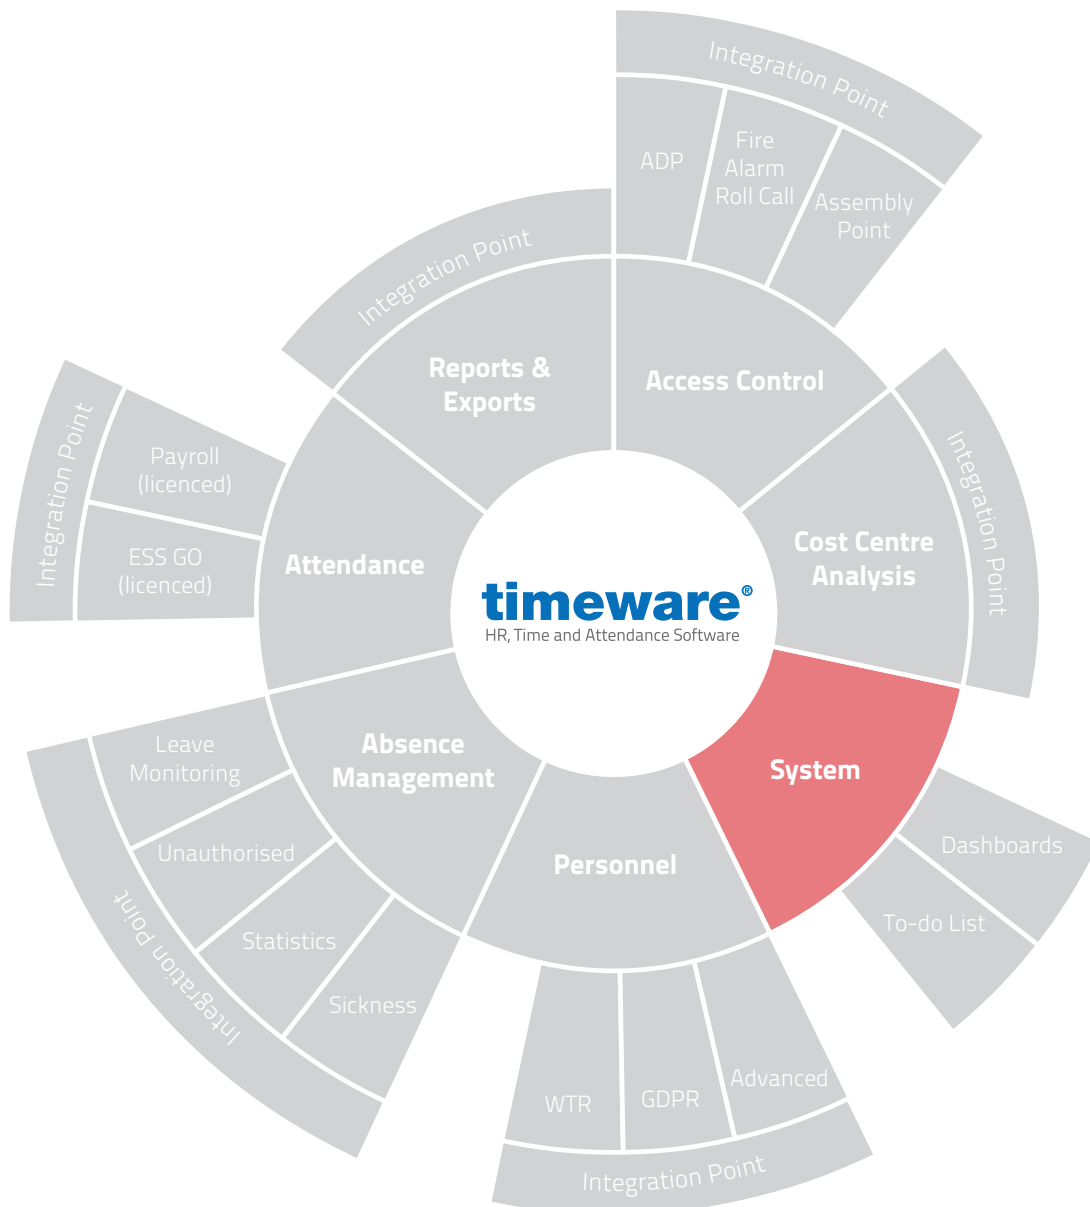 Integration Point
ADP
Fire
Alarm
Roll Call
Assembly
Point
Integration Point
Reports &
Exports
Access Control
Integration Point
Payroll
(licenced)
ESS GO
(licenced)
Attendance
Integration Point
Cost Centre
Analysis
timeware®
HR, Time and Attendance Software
Absence
Management
Leave
Monitoring
Unauthorised
Statistics
Sickness
Integration Point
System
Dashboards
To-do List
Personnel
WTR
GDPR
Advanced
Integration Point